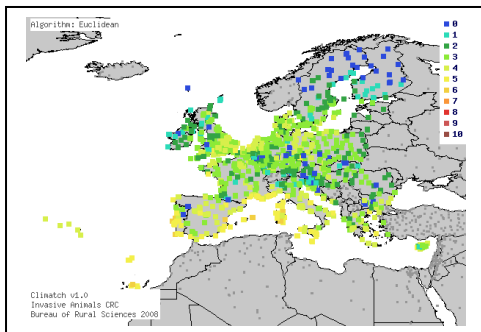 Algorithm: Euclidean
0
1
2
3
4
5
6
7
8
9
10
Climatch v1.0
Invasive Animals CRC
Bureau of Rural Sciences 2008